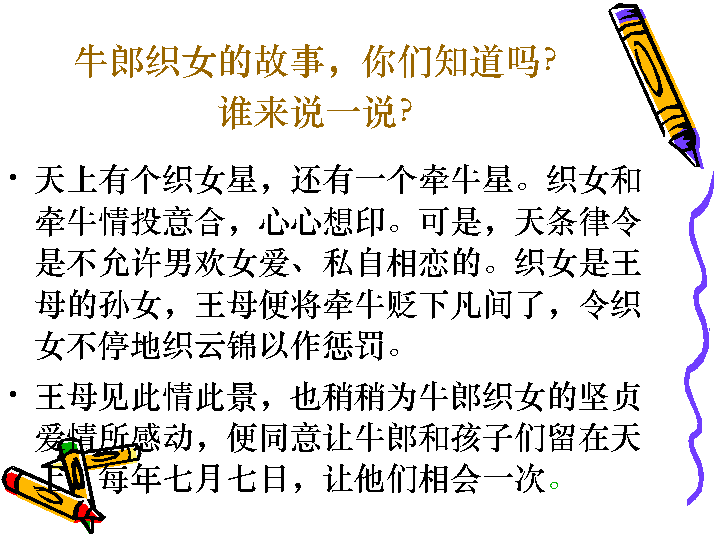 牛郎织女的故事，你们知道吗?
谁来说一说?
• 天上有个织女星，还有一个牵牛星。织女和
牵牛情投意合，心心想印。可是，天条律令
是不允许男欢女爱、私自相恋的。织女是王
母的孙女，王母便将牵牛贬下凡间了，令织
女不停地织云锦以作惩罚。
• 王母见此情此景，也稍稍为牛郎织女的坚贞
爱情所感动，便同意让牛郎和孩子们留在天
上，每年七月七日，让他们相会一次。